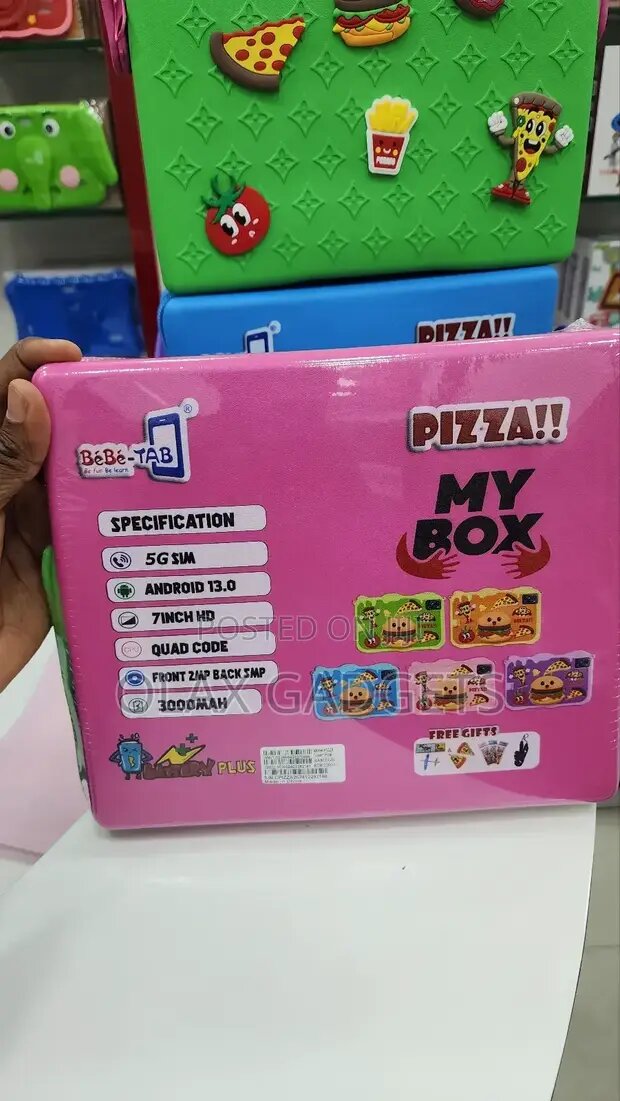 POTATO
PIZZA!!
BéBé-TAB
Be fun Be learn
PIZZA!!
MY
BOX
SPECIFICATION
5G SIM
ANDROID 13.0
7INCH HD
QUAD CODE
FRONT 2MP BACK 5MP
3000MAH
BATTERY PLUS
FREE GIFTS
POSTED ON
OLAX GADGETS